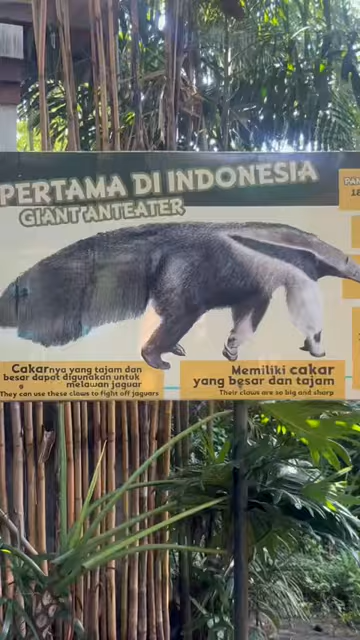 PERTAMA DI INDONESIA
GIANT ANTEATER
Cakarnya yang tajam dan
besar dapat digunakan untuk
melawan jaguar
They can use these claws to fight off jaguars
Memiliki cakar
yang besar dan tajam
Their claws are so big and sharp